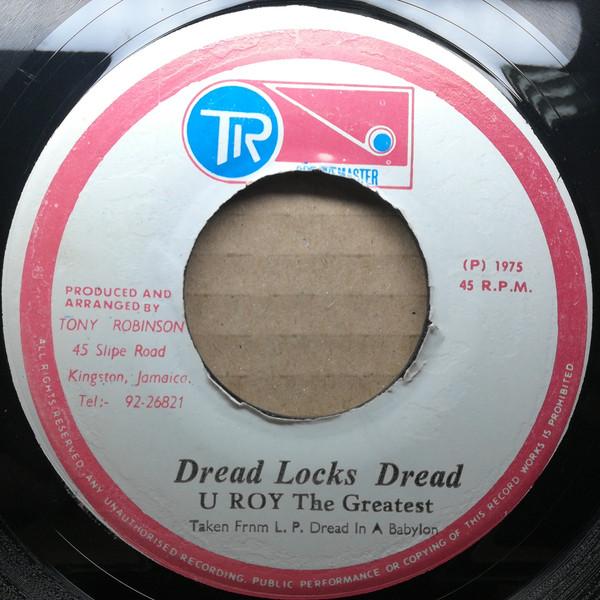 TR
PRODUCED AND
ARRANGED BY
TONY ROBINSON
45 Slipe Road
Kingston, Jamaica.
Tel:- 92-26821
(P) 1975
45 R.P.M.
Dread Locks Dread
U ROY The Greatest
Taken Frnm L. P. Dread In A Babylon
ALL RIGHTS RESERVED. ANY UNAUTHORISED RECORDING, PUBLIC PERFORMANCE OR COPYING OF THIS RECORD WORKS IS PROHIBITED